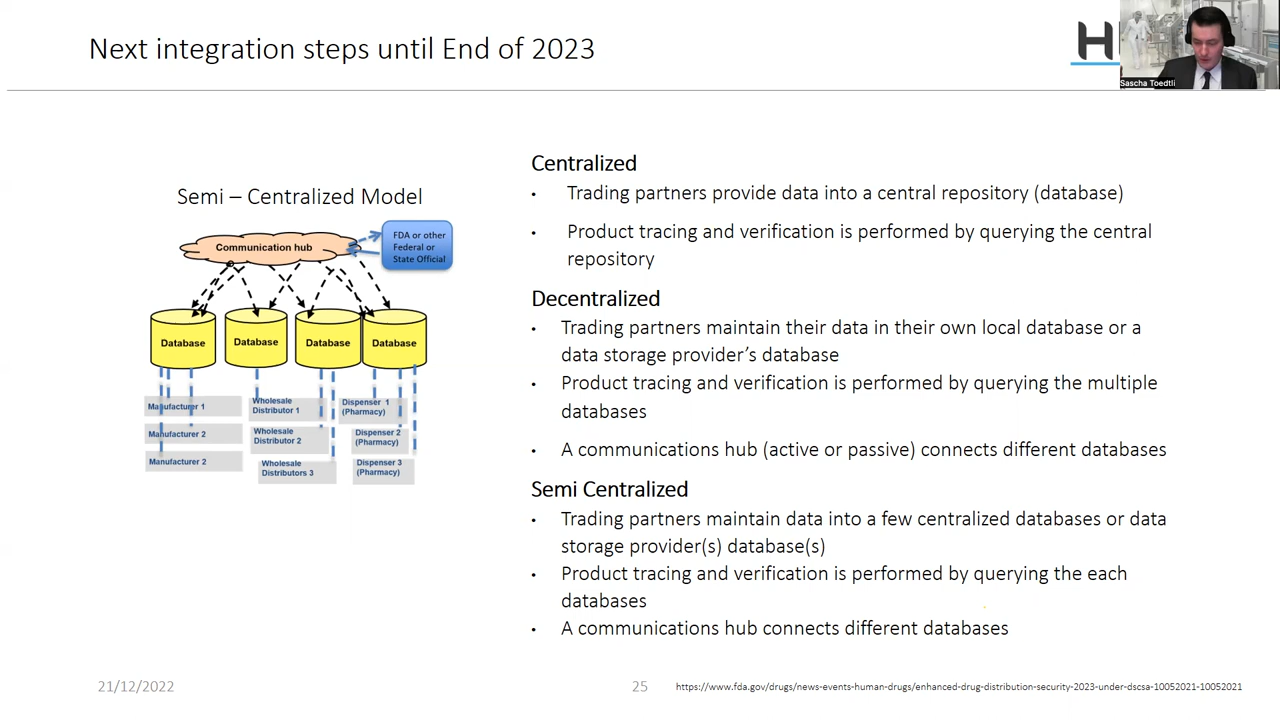 Next integration steps until End of 2023
Sascha Toedtli
Semi – Centralized Model
Communication hub
FDA or other
Federal or
State Official
Database
Database
Database
Database
Manufacturer 1
Manufacturer 2
Manufacturer 2
Wholesale
Distributor 1
Wholesale
Distributor 2
Wholesale
Distributors 3
Dispenser 1
(Pharmacy)
Dispenser 2
(Pharmacy)
Dispenser 3
(Pharmacy)
Centralized
• Trading partners provide data into a central repository (database)
• Product tracing and verification is performed by querying the central
repository
Decentralized
• Trading partners maintain their data in their own local database or a
data storage provider’s database
• Product tracing and verification is performed by querying the multiple
databases
• A communications hub (active or passive) connects different databases
Semi Centralized
• Trading partners maintain data into a few centralized databases or data
storage provider(s) database(s)
• Product tracing and verification is performed by querying the each
databases
• A communications hub connects different databases
21/12/2022
25
https://www.fda.gov/drugs/news-events-human-drugs/enhanced-drug-distribution-security-2023-under-dscsa-10052021-10052021